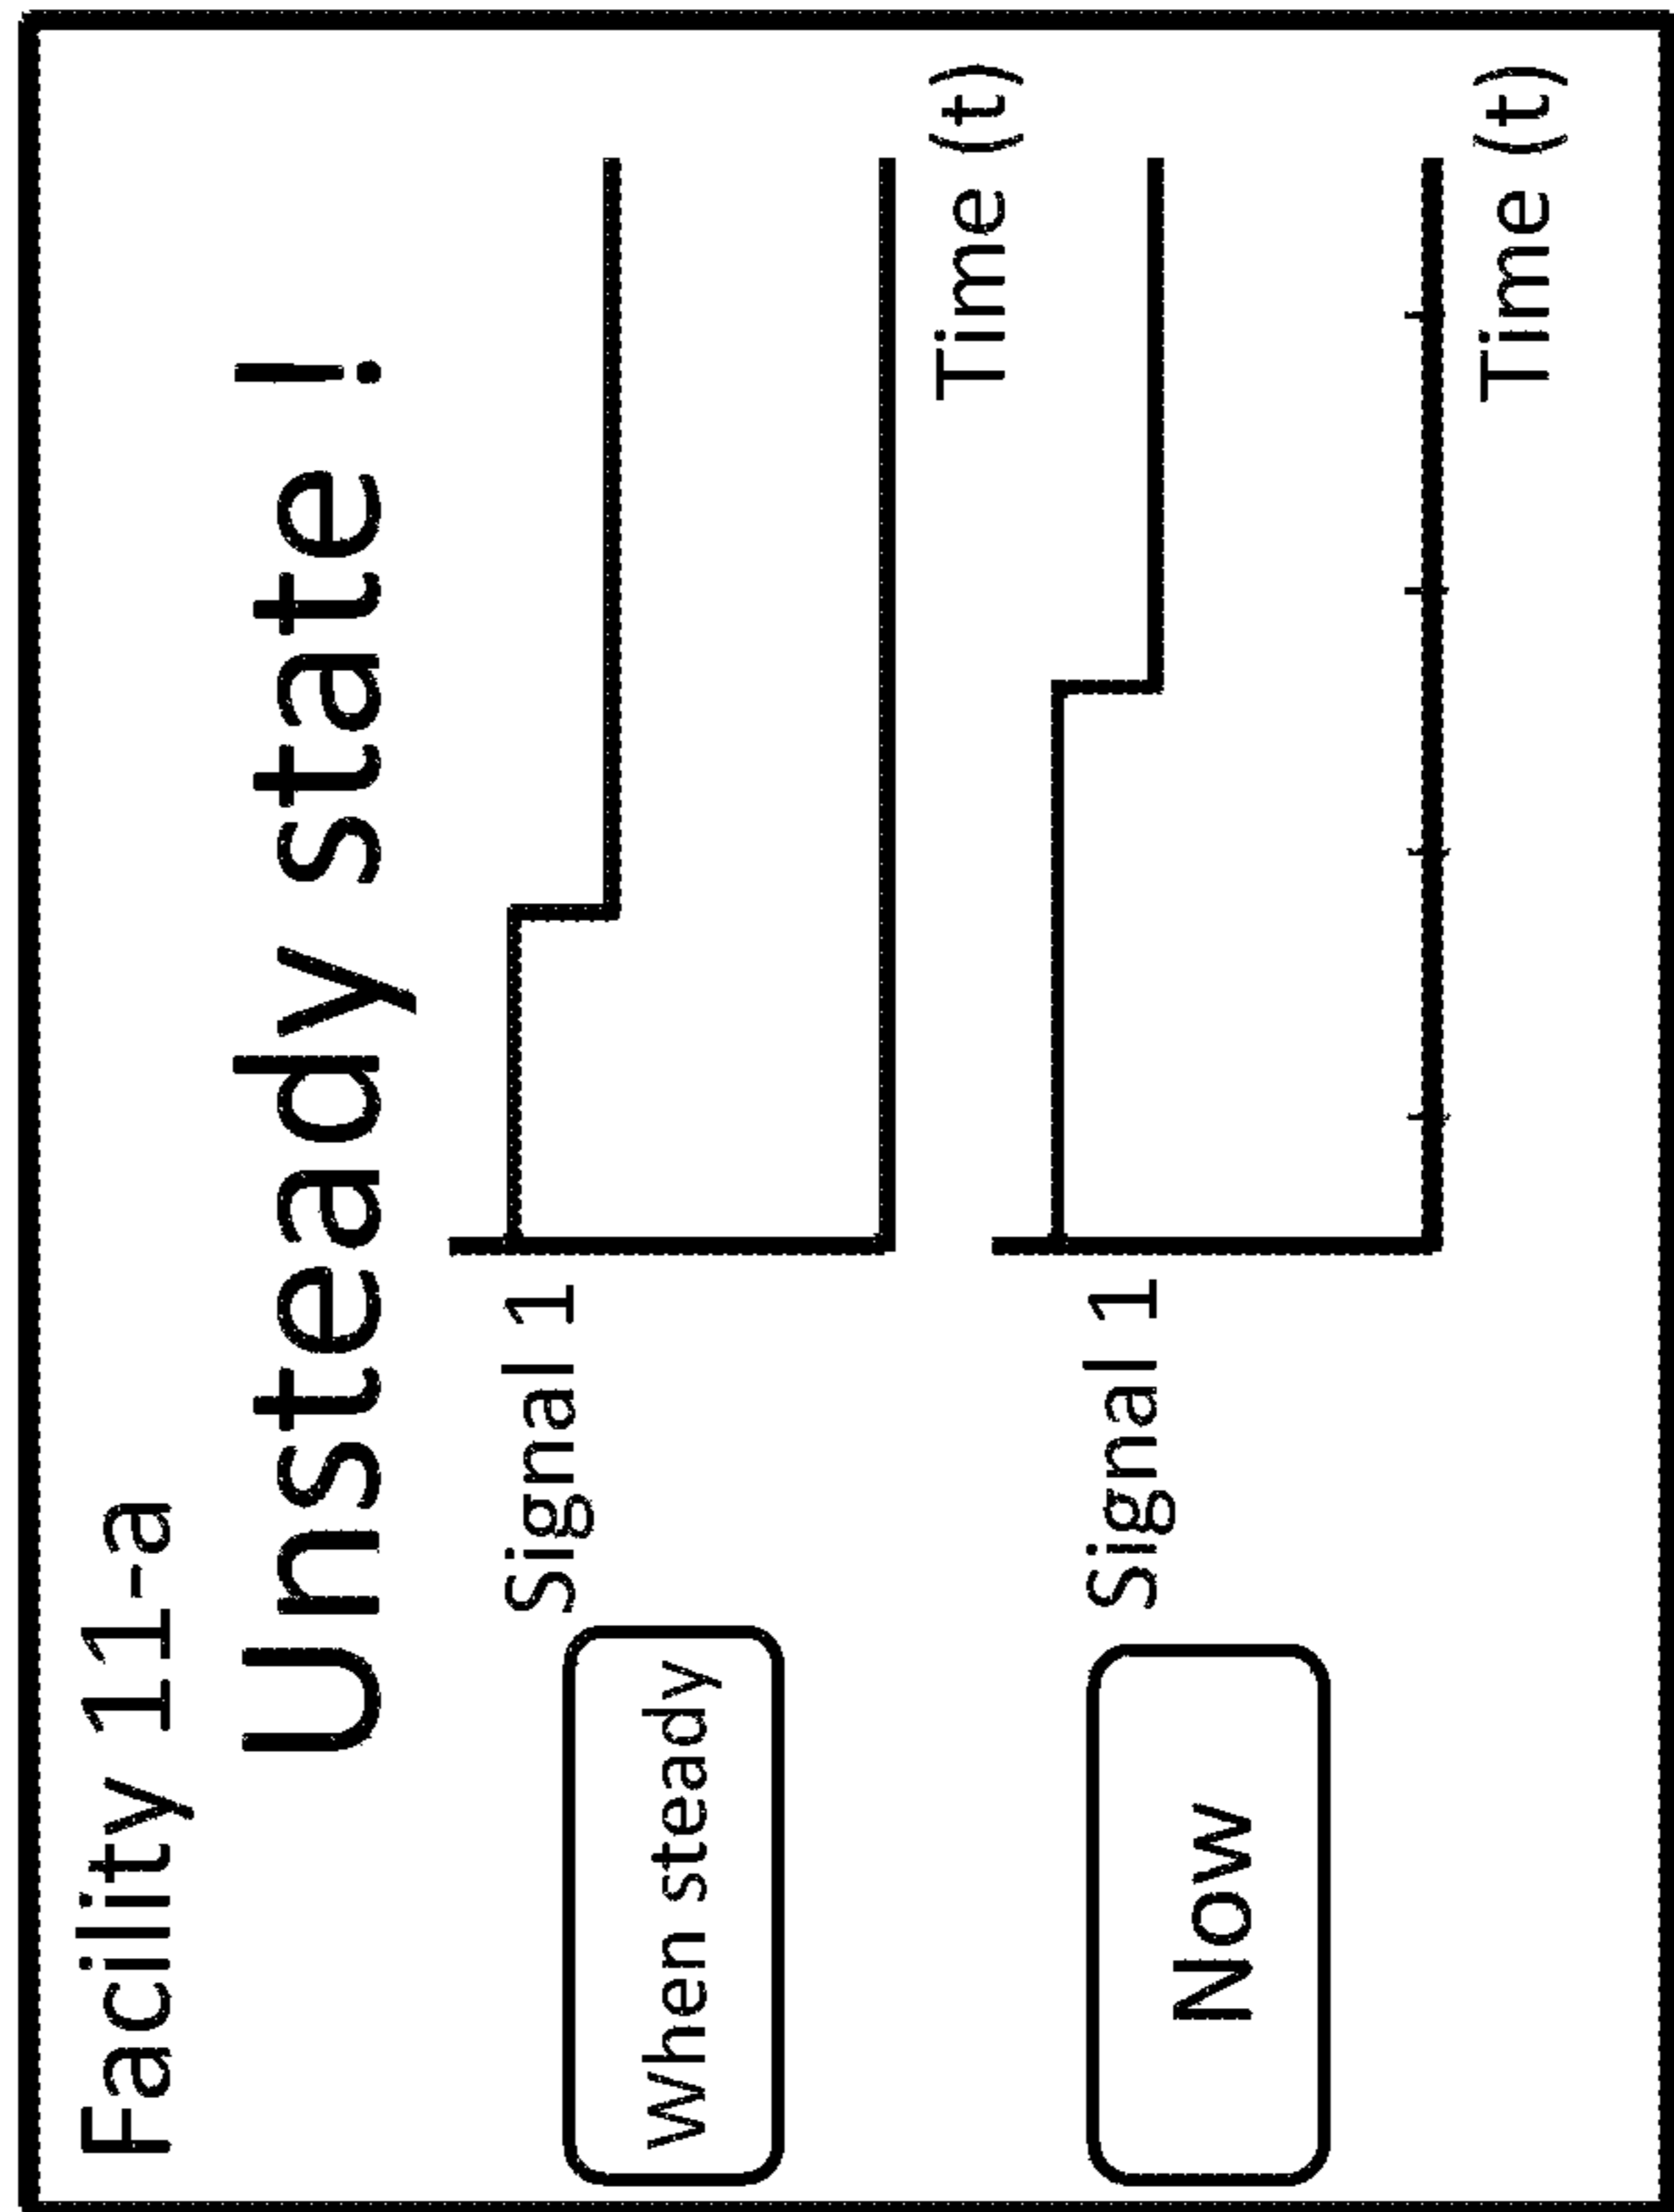 Facility 11-a
Unsteady state !
When steady
Signal 1
Time (t)
Now
Signal 1
Time (t)